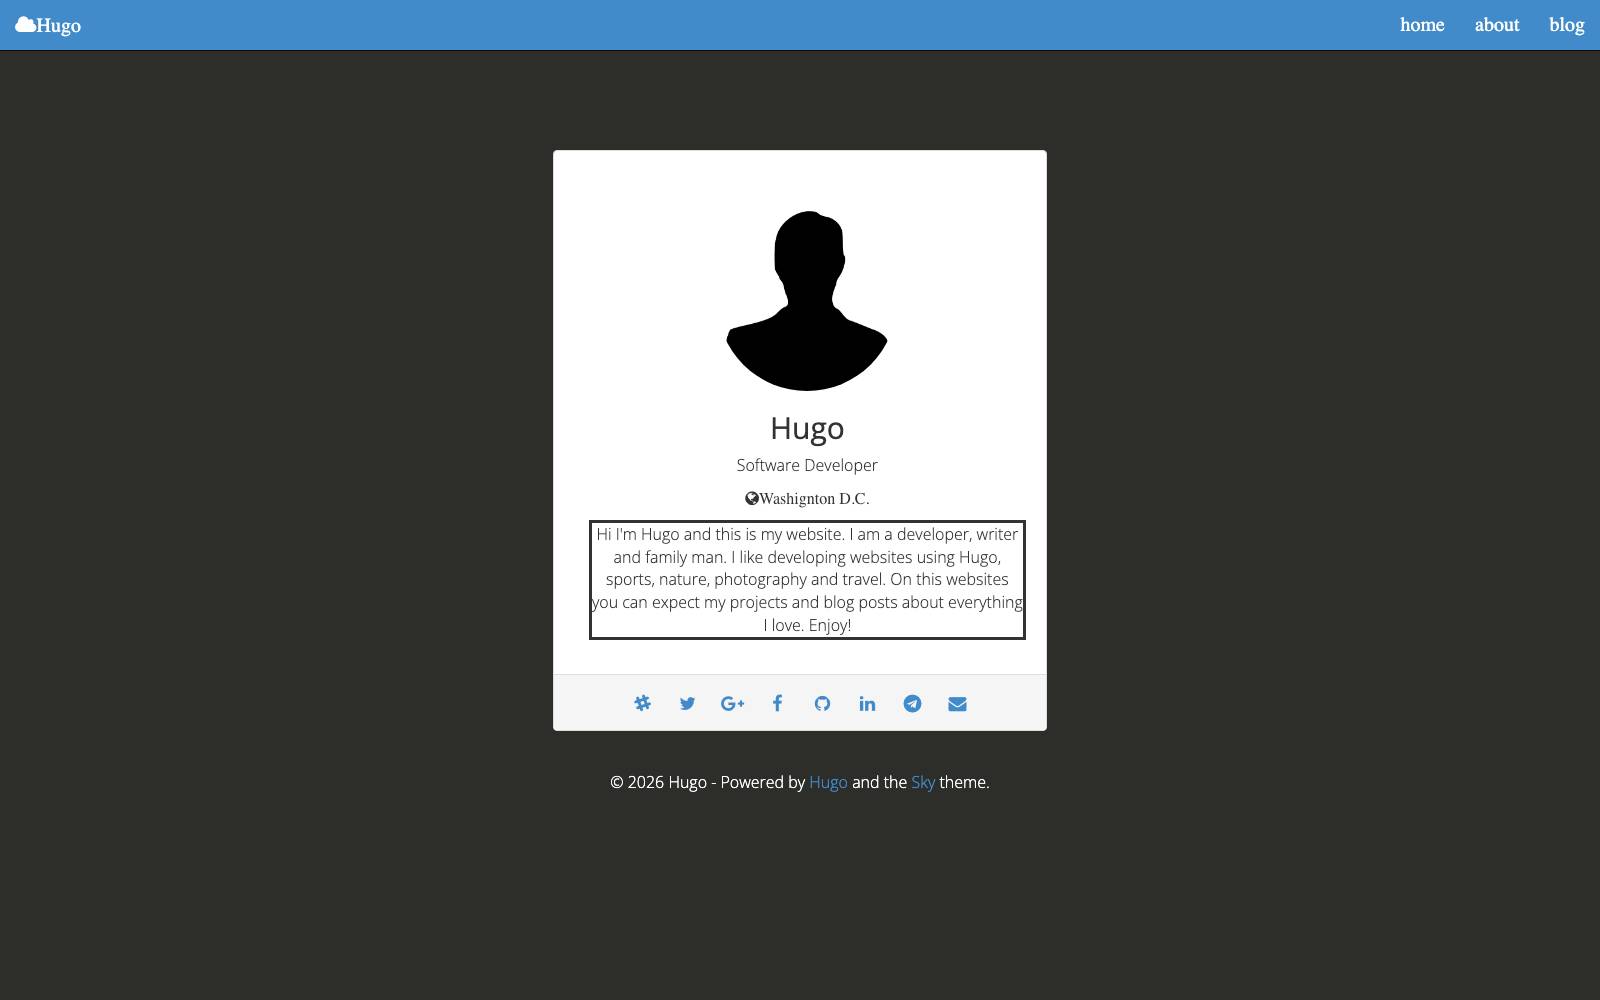 Hugo
home about blog
Hugo
Software Developer
Washignton D.C.
Hi I'm Hugo and this is my website. I am a developer, writer
and family man. I like developing websites using Hugo,
sports, nature, photography and travel. On this websites
you can expect my projects and blog posts about everything
I love. Enjoy!
© 2026 Hugo - Powered by Hugo and the Sky theme.